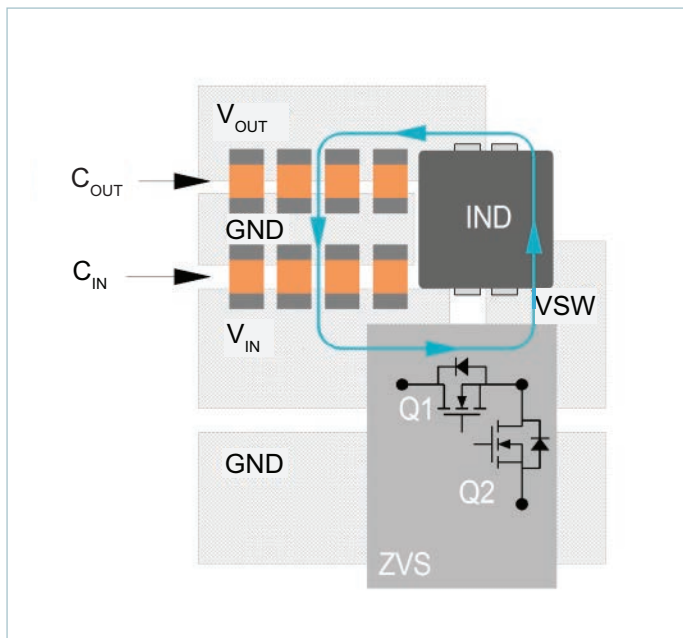 VOUT
COUT
IND
GND
CIN
VSW
VIN
Q1
GND
Q2
ZVS